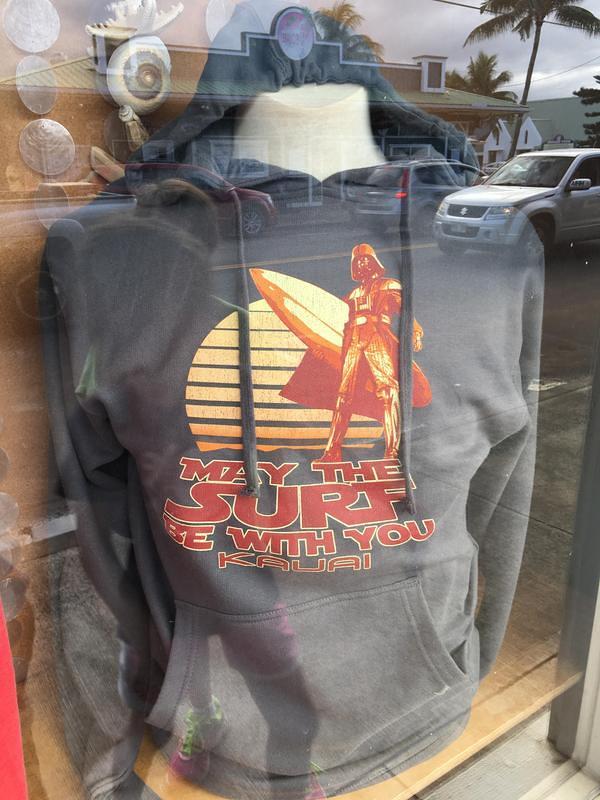 MAY THE
SURF
BE WITH YOU
KAUAI